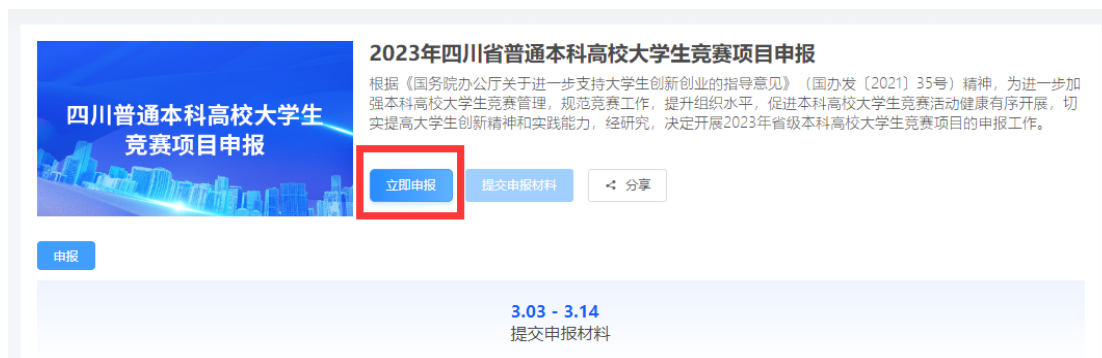 四川普通本科高校大学生
竞赛项目申报
2023年四川省普通本科高校大学生竞赛项目申报
根据《国务院办公厅关于进一步支持大学生创新创业的指导意见》（国办发〔2021〕35号）精神，为进一步加
强本科高校大学生竞赛管理，规范竞赛工作，提升组织水平，促进本科高校大学生竞赛活动健康有序开展，切
实提高大学生创新精神和实践能力，经研究，决定开展2023年省级本科高校大学生竞赛项目的申报工作。
立即申报
提交申报材料
分享
申报
3.03 - 3.14
提交申报材料